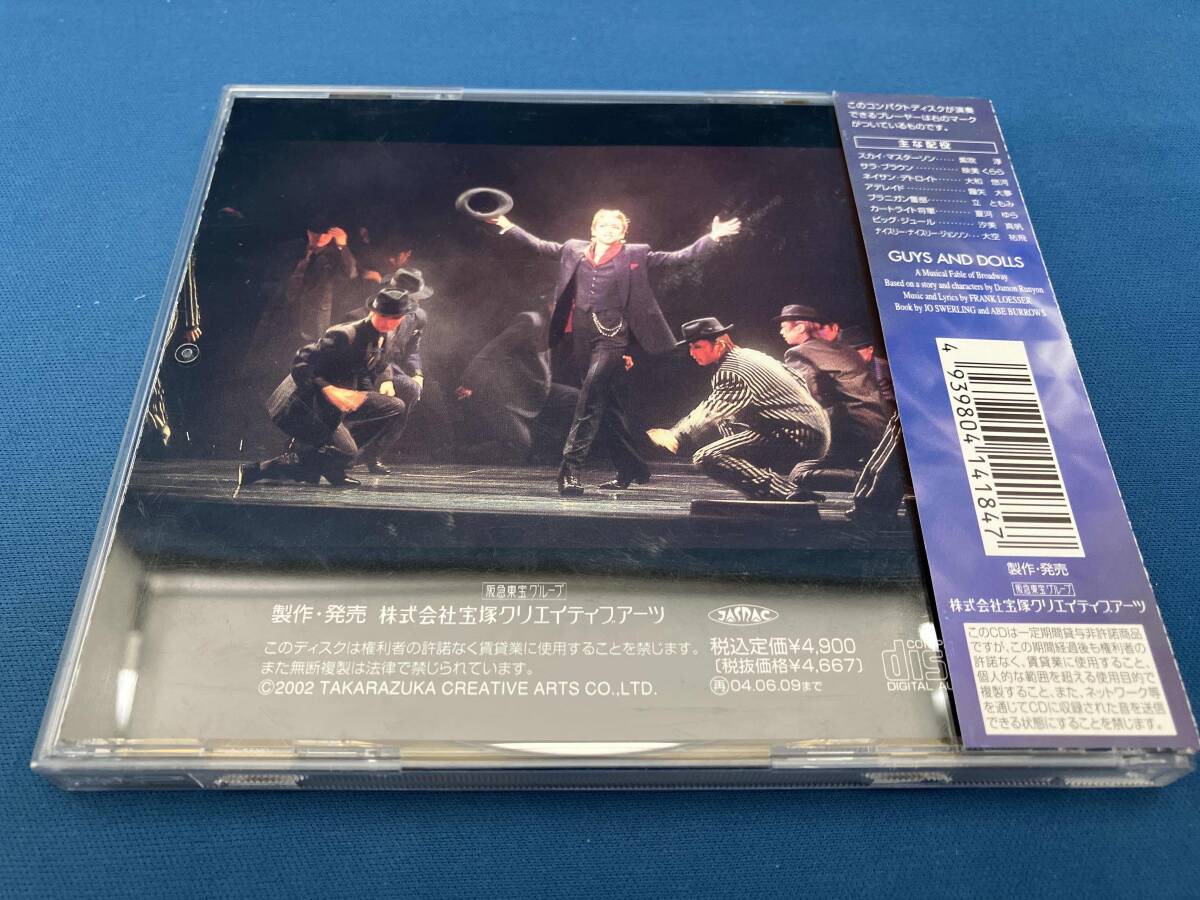 このコンパクトディスクが演奏
できるプレーヤーは右のマーク
がついているものです。
主な配役
スカイ・マスターソン‥‥‥紫吹 淳
サラ・ブラウン‥‥‥‥‥映美 くらら
ネイサン・デトロイト‥‥‥大和 悠河
アデレイド‥‥‥‥‥‥‥霧矢 大夢
ブラニガン警部‥‥‥‥‥立 ともみ
カートライト将軍‥‥‥‥夏河 ゆら
ビッグ・ジュール‥‥‥‥汐美 真帆
ナイスリー・ナイスリー・ジョンソン‥‥大空 祐飛
GUYS AND DOLLS
A Musical Fable of Broadway
Based on a story and characters by Damon Runyon
Music and Lyrics by FRANK LOESSER
Book by JO SWERLING and ABE BURROWS
4939804141847
製作・発売
阪急東宝グループ
株式会社宝塚クリエイティブアーツ
このCDは一定期間貸与非許諾商品
ですが、この期間経過後も権利者の
許諾なく、賃貸業に使用すること、
個人的な範囲を超える使用目的で
複製すること、また、ネットワーク等
を通じてCDに収録された音を送信
できる状態にすることを禁じます。
阪急東宝グループ
製作・発売 株式会社宝塚クリエイティブアーツ
JASRAC
このディスクは権利者の許諾なく賃貸業に使用することを禁じます。
また無断複製は法律で禁じられています。
©2002 TAKARAZUKA CREATIVE ARTS CO.,LTD.
税込定価¥4,900
〔税抜価格¥4,667〕
再04.06.09まで
COMP
dis
DIGITAL AU